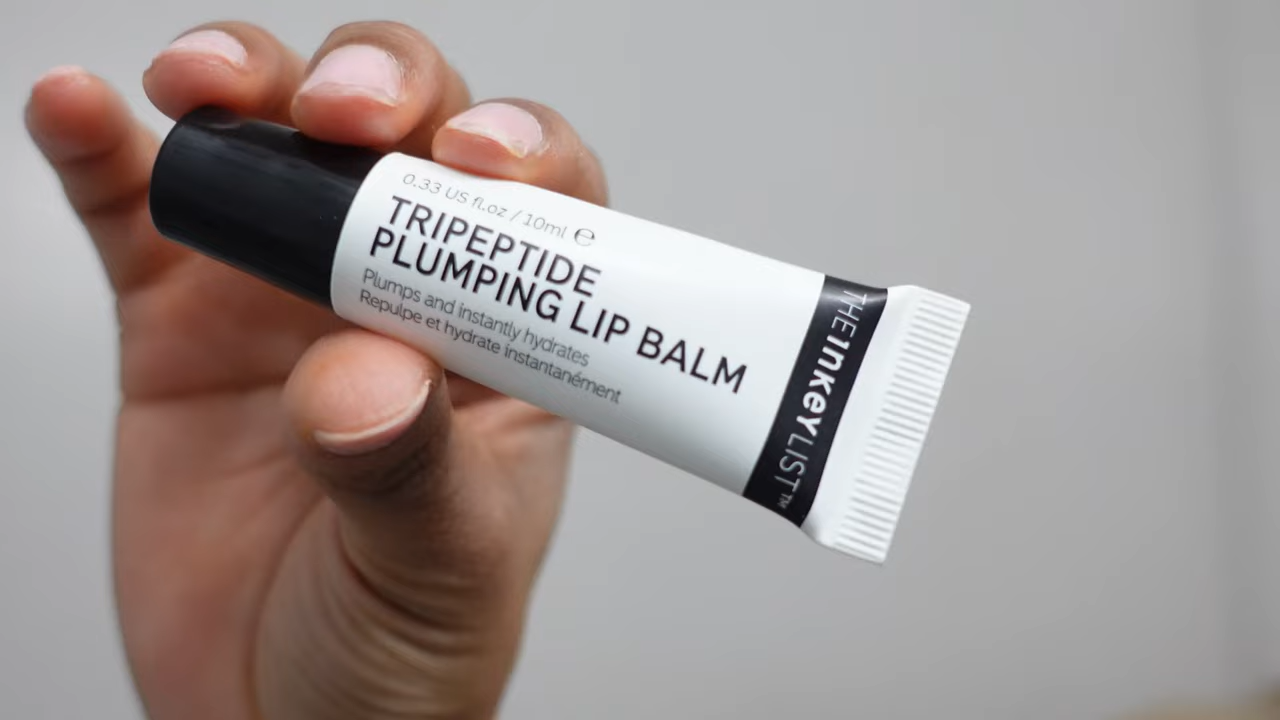 0.33 US fl.oz / 10ml ℮
TRIPEPTIDE
PLUMPING LIP BALM
Plumps and instantly hydrates
Repulpe et hydrate instantanément
THE INKEY LIST™